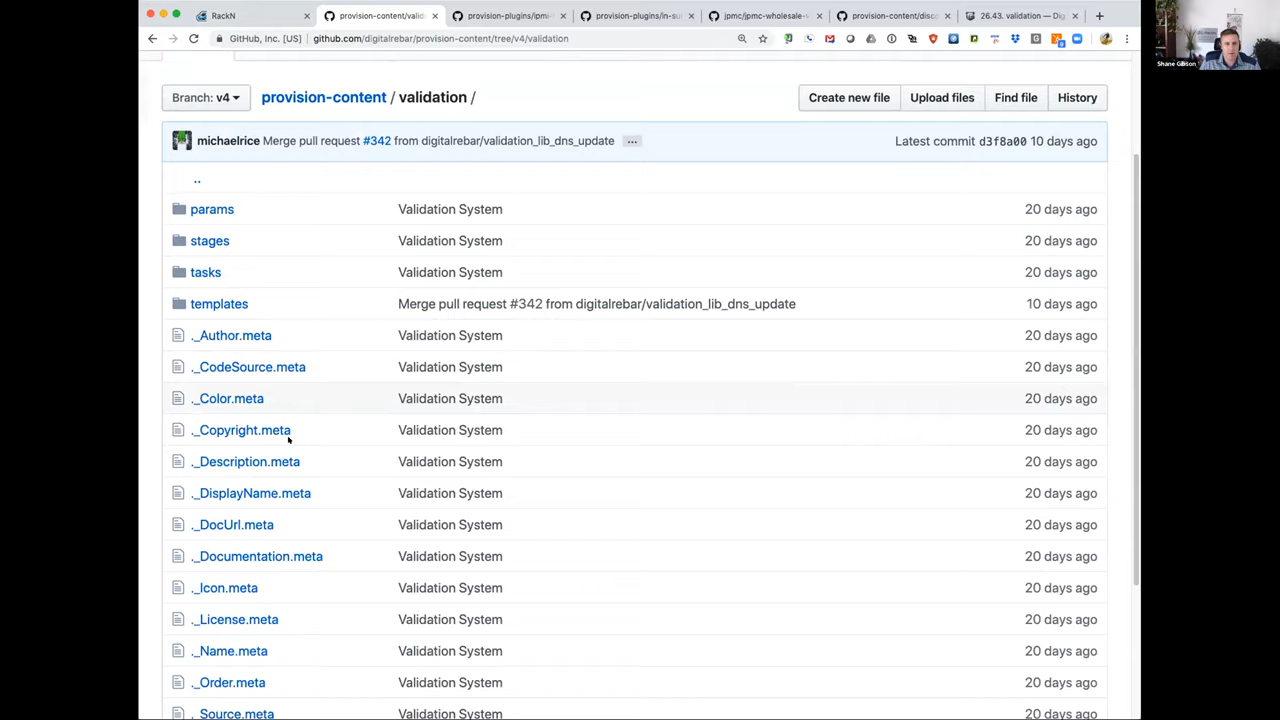 RackN
provision-content/valid
provision-plugins/ipmi-
provision-plugins/in-su
jpmc/jpmc-wholesale-v
provision-content/disco
26.43. validation — Dig
GitHub, Inc. [US]
github.com/digitalrebar/provision-content/tree/v4/validation
Shane Gibson
Branch: v4
provision-content / validation /
Create new file
Upload files
Find file
History
michaelrice Merge pull request #342 from digitalrebar/validation_lib_dns_update ...
Latest commit d3f8a00 10 days ago
..
params Validation System 20 days ago
stages Validation System 20 days ago
tasks Validation System 20 days ago
templates Merge pull request #342 from digitalrebar/validation_lib_dns_update 10 days ago
._Author.meta Validation System 20 days ago
._CodeSource.meta Validation System 20 days ago
._Color.meta Validation System 20 days ago
._Copyright.meta Validation System 20 days ago
._Description.meta Validation System 20 days ago
._DisplayName.meta Validation System 20 days ago
._DocUrl.meta Validation System 20 days ago
._Documentation.meta Validation System 20 days ago
._Icon.meta Validation System 20 days ago
._License.meta Validation System 20 days ago
._Name.meta Validation System 20 days ago
._Order.meta Validation System 20 days ago
._Source.meta Validation System 20 days ago